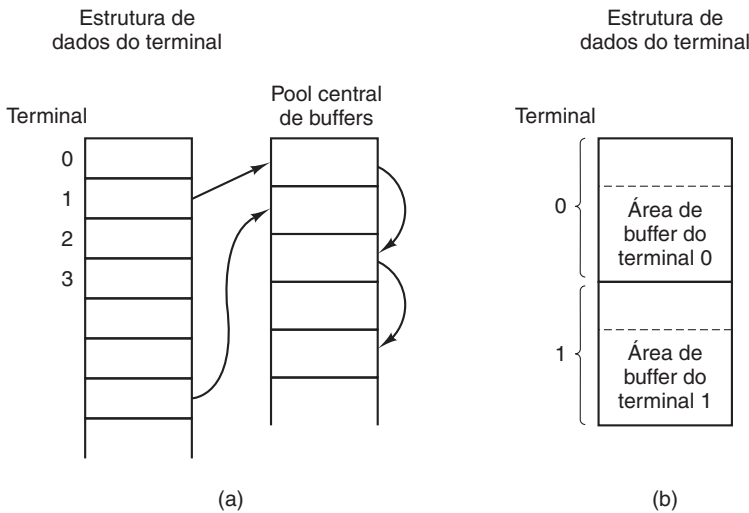 Estrutura de
dados do terminal
Terminal
Pool central
de buffers
0
1
2
3
(a)
Estrutura de
dados do terminal
Terminal
0
Área de
buffer do
terminal 0
1
Área de
buffer do
terminal 1
(b)